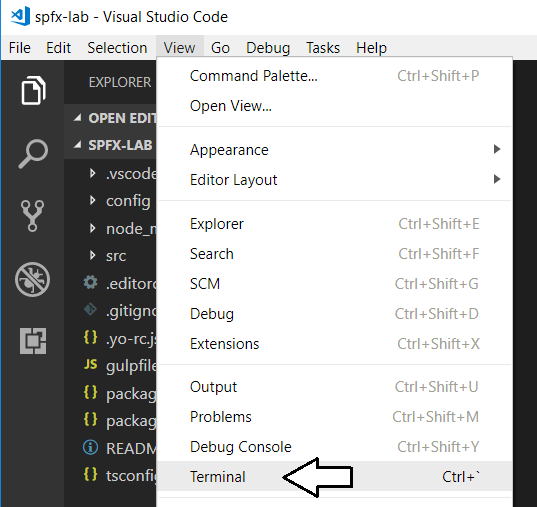 spfx-lab - Visual Studio Code
File Edit Selection View Go Debug Tasks Help
EXPLORER
OPEN EDIT
SPFX-LAB
.vscode
config
node_m
src
.editorc
.gitigno
.yo-rc.js
JS gulpfile
packag
packag
README
tsconfig
Command Palette... Ctrl+Shift+P
Open View...
Appearance
Editor Layout
Explorer Ctrl+Shift+E
Search Ctrl+Shift+F
SCM Ctrl+Shift+G
Debug Ctrl+Shift+D
Extensions Ctrl+Shift+X
Output Ctrl+Shift+U
Problems Ctrl+Shift+M
Debug Console Ctrl+Shift+Y
Terminal Ctrl+`